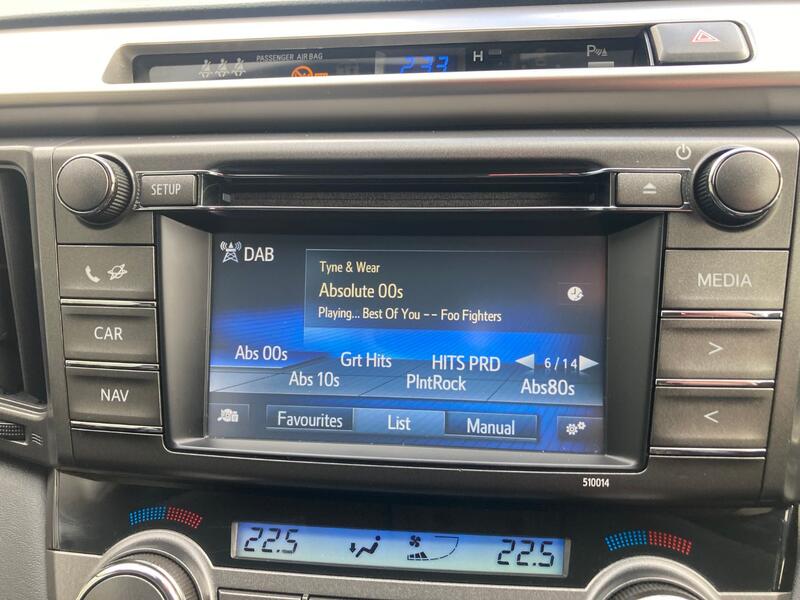 PASSENGER AIR BAG
2:33
H
P
SETUP
DAB
Tyne & Wear
Absolute 00s
Playing... Best Of You -- Foo Fighters
MEDIA
CAR
Abs 00s
Grt Hits
HITS PRD
6 / 14
Abs 10s
PlntRock
Abs80s
>
NAV
<
Favourites
List
Manual
510014
22.5
22.5